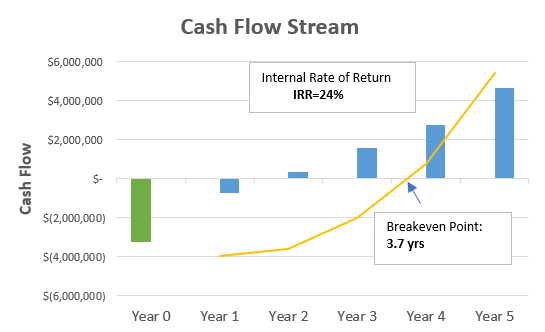 Cash Flow Stream
$6,000,000
$4,000,000
$2,000,000
$-
$(2,000,000)
$(4,000,000)
$(6,000,000)
Cash Flow
Internal Rate of Return
IRR=24%
Breakeven Point:
3.7 yrs
Year 0 Year 1 Year 2 Year 3 Year 4 Year 5